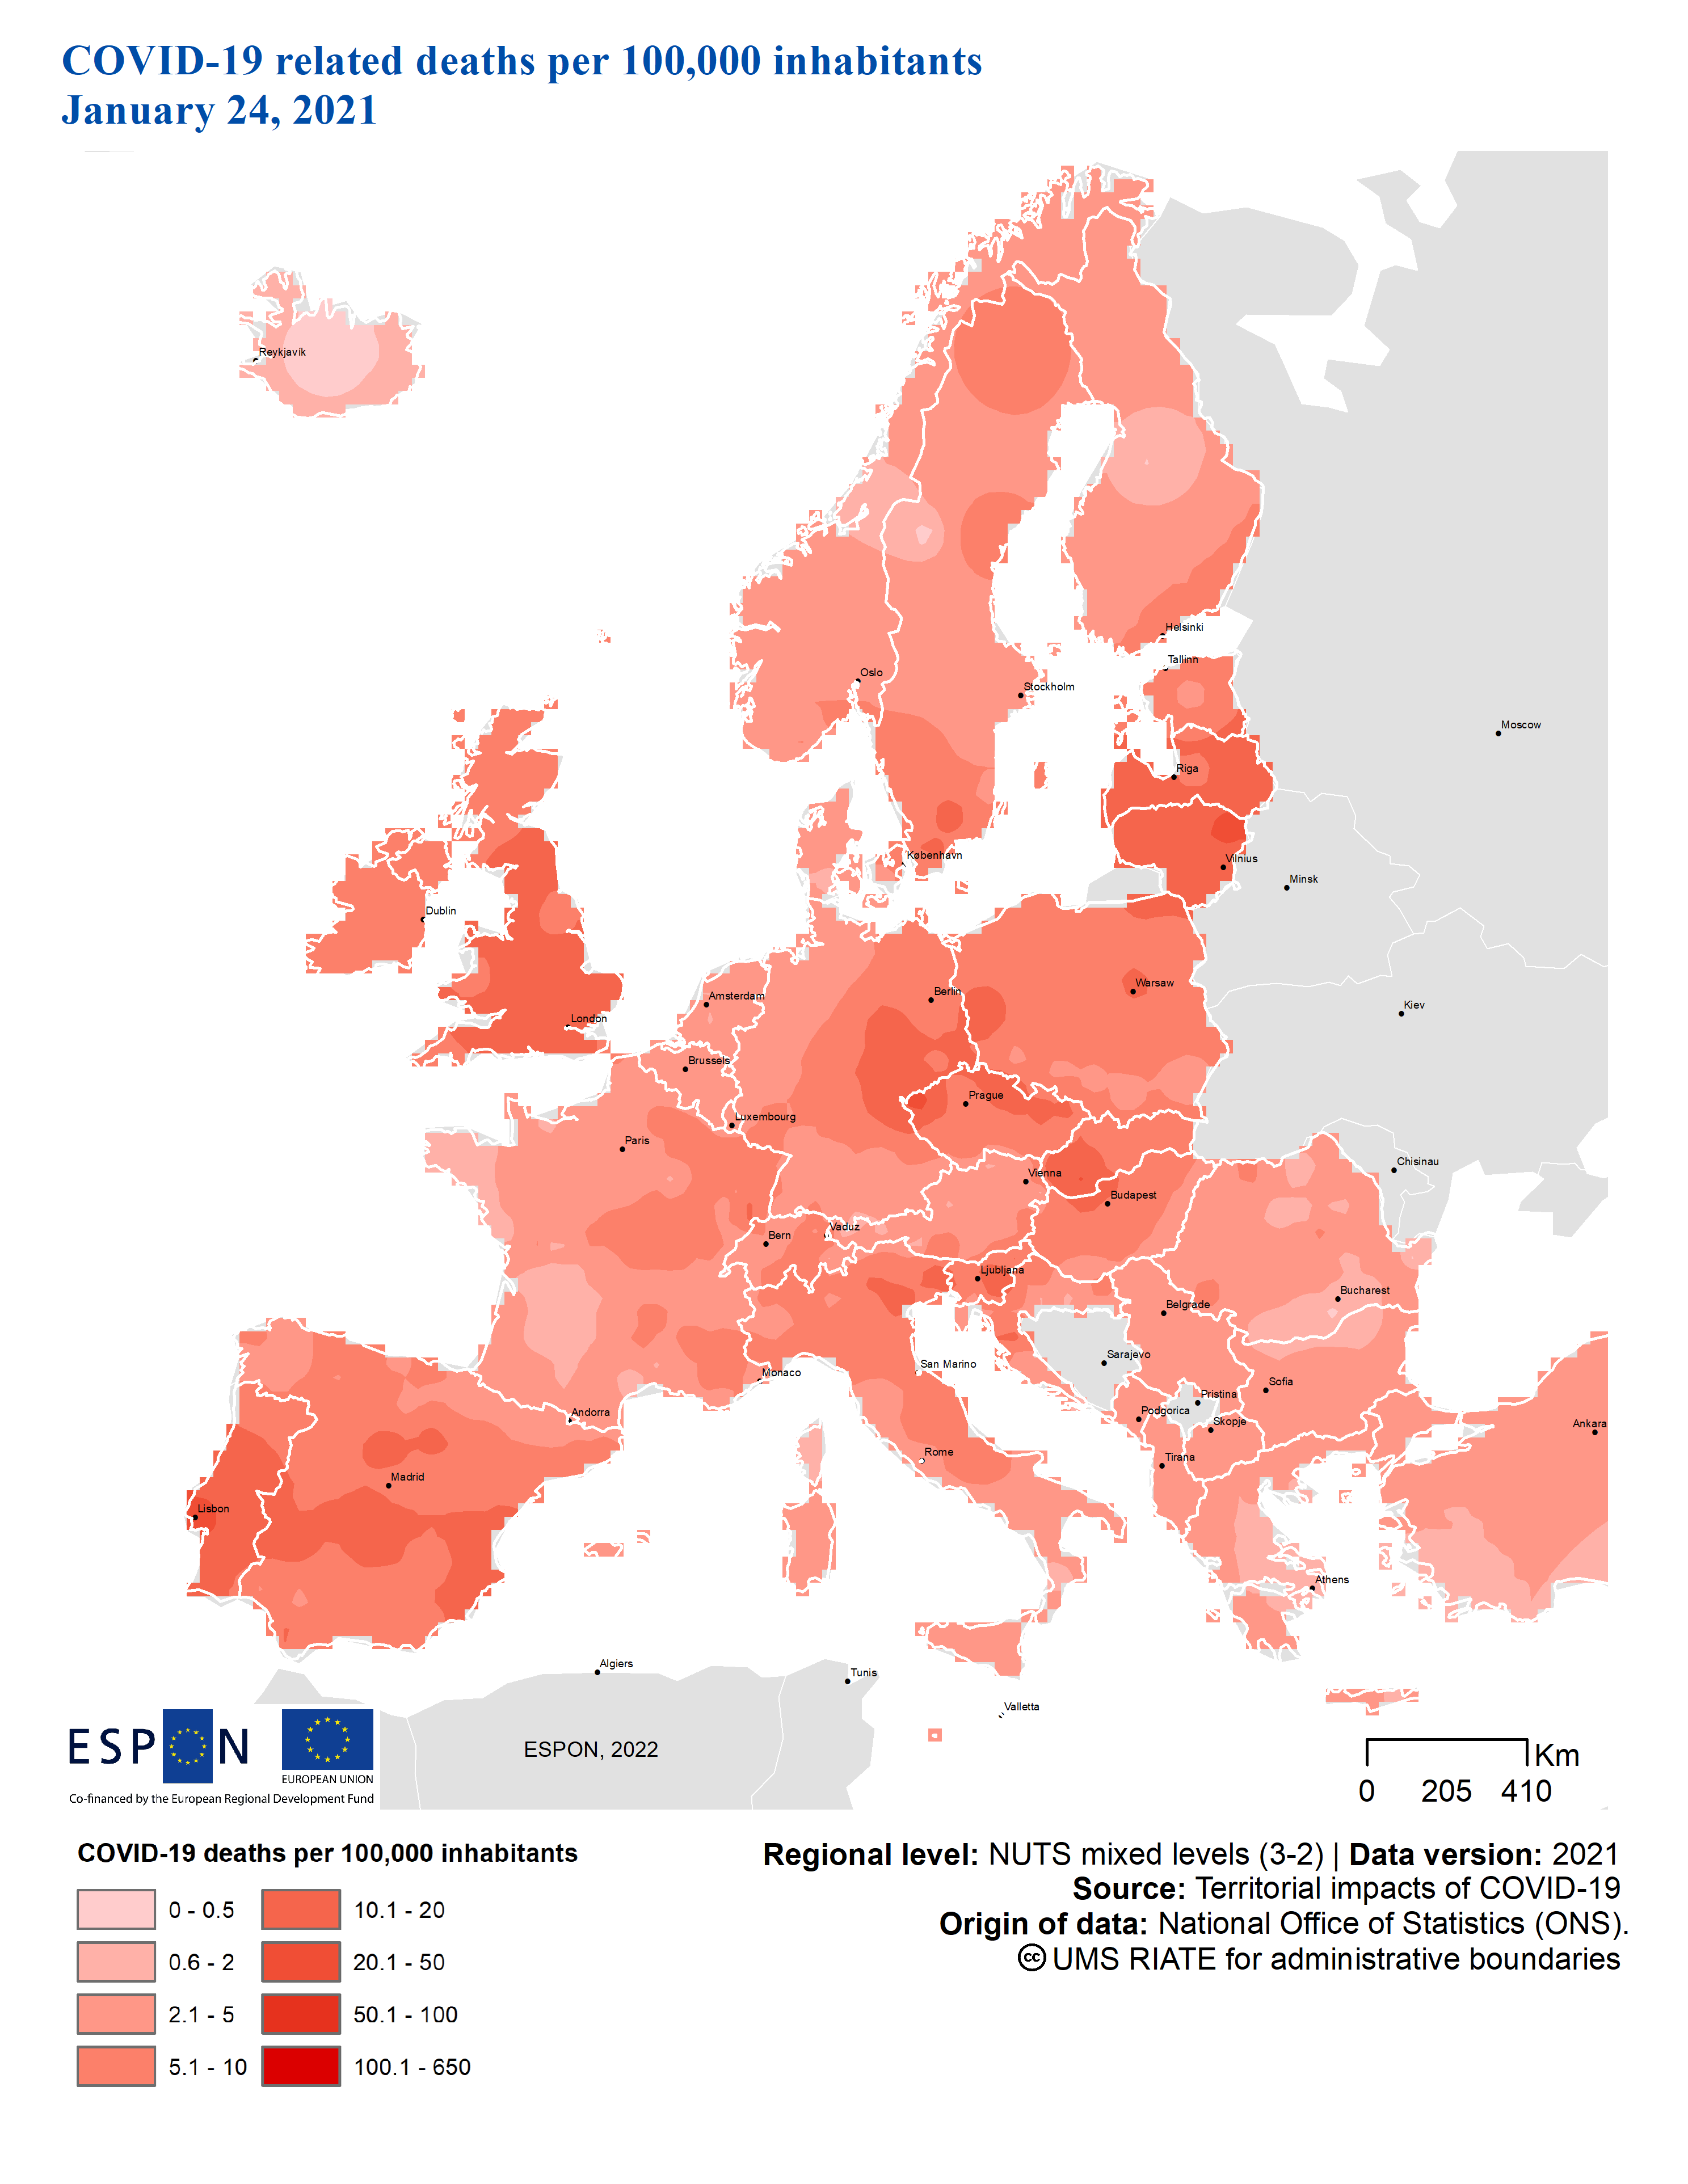 COVID-19 related deaths per 100,000 inhabitants
January 24, 2021
Reykjavík
Helsinki
Tallinn
Oslo
Stockholm
Moscow
Riga
København
Vilnius
Minsk
Dublin
Warsaw
Berlin
Amsterdam
Kiev
London
Brussels
Prague
Luxembourg
Paris
Chisinau
Vienna
Budapest
Vaduz
Bern
Ljubljana
Bucharest
Belgrade
Sarajevo
San Marino
Monaco
Sofia
Pristina
Andorra
Podgorica
Skopje
Ankara
Rome
Tirana
Madrid
Lisbon
Athens
Algiers
Tunis
Valletta
ESPON
EUROPEAN UNION
Co-financed by the European Regional Development Fund
ESPON, 2022
Km
0 205 410
COVID-19 deaths per 100,000 inhabitants
0 - 0.5
0.6 - 2
2.1 - 5
5.1 - 10
10.1 - 20
20.1 - 50
50.1 - 100
100.1 - 650
Regional level: NUTS mixed levels (3-2) | Data version: 2021
Source: Territorial impacts of COVID-19
Origin of data: National Office of Statistics (ONS).
cc UMS RIATE for administrative boundaries